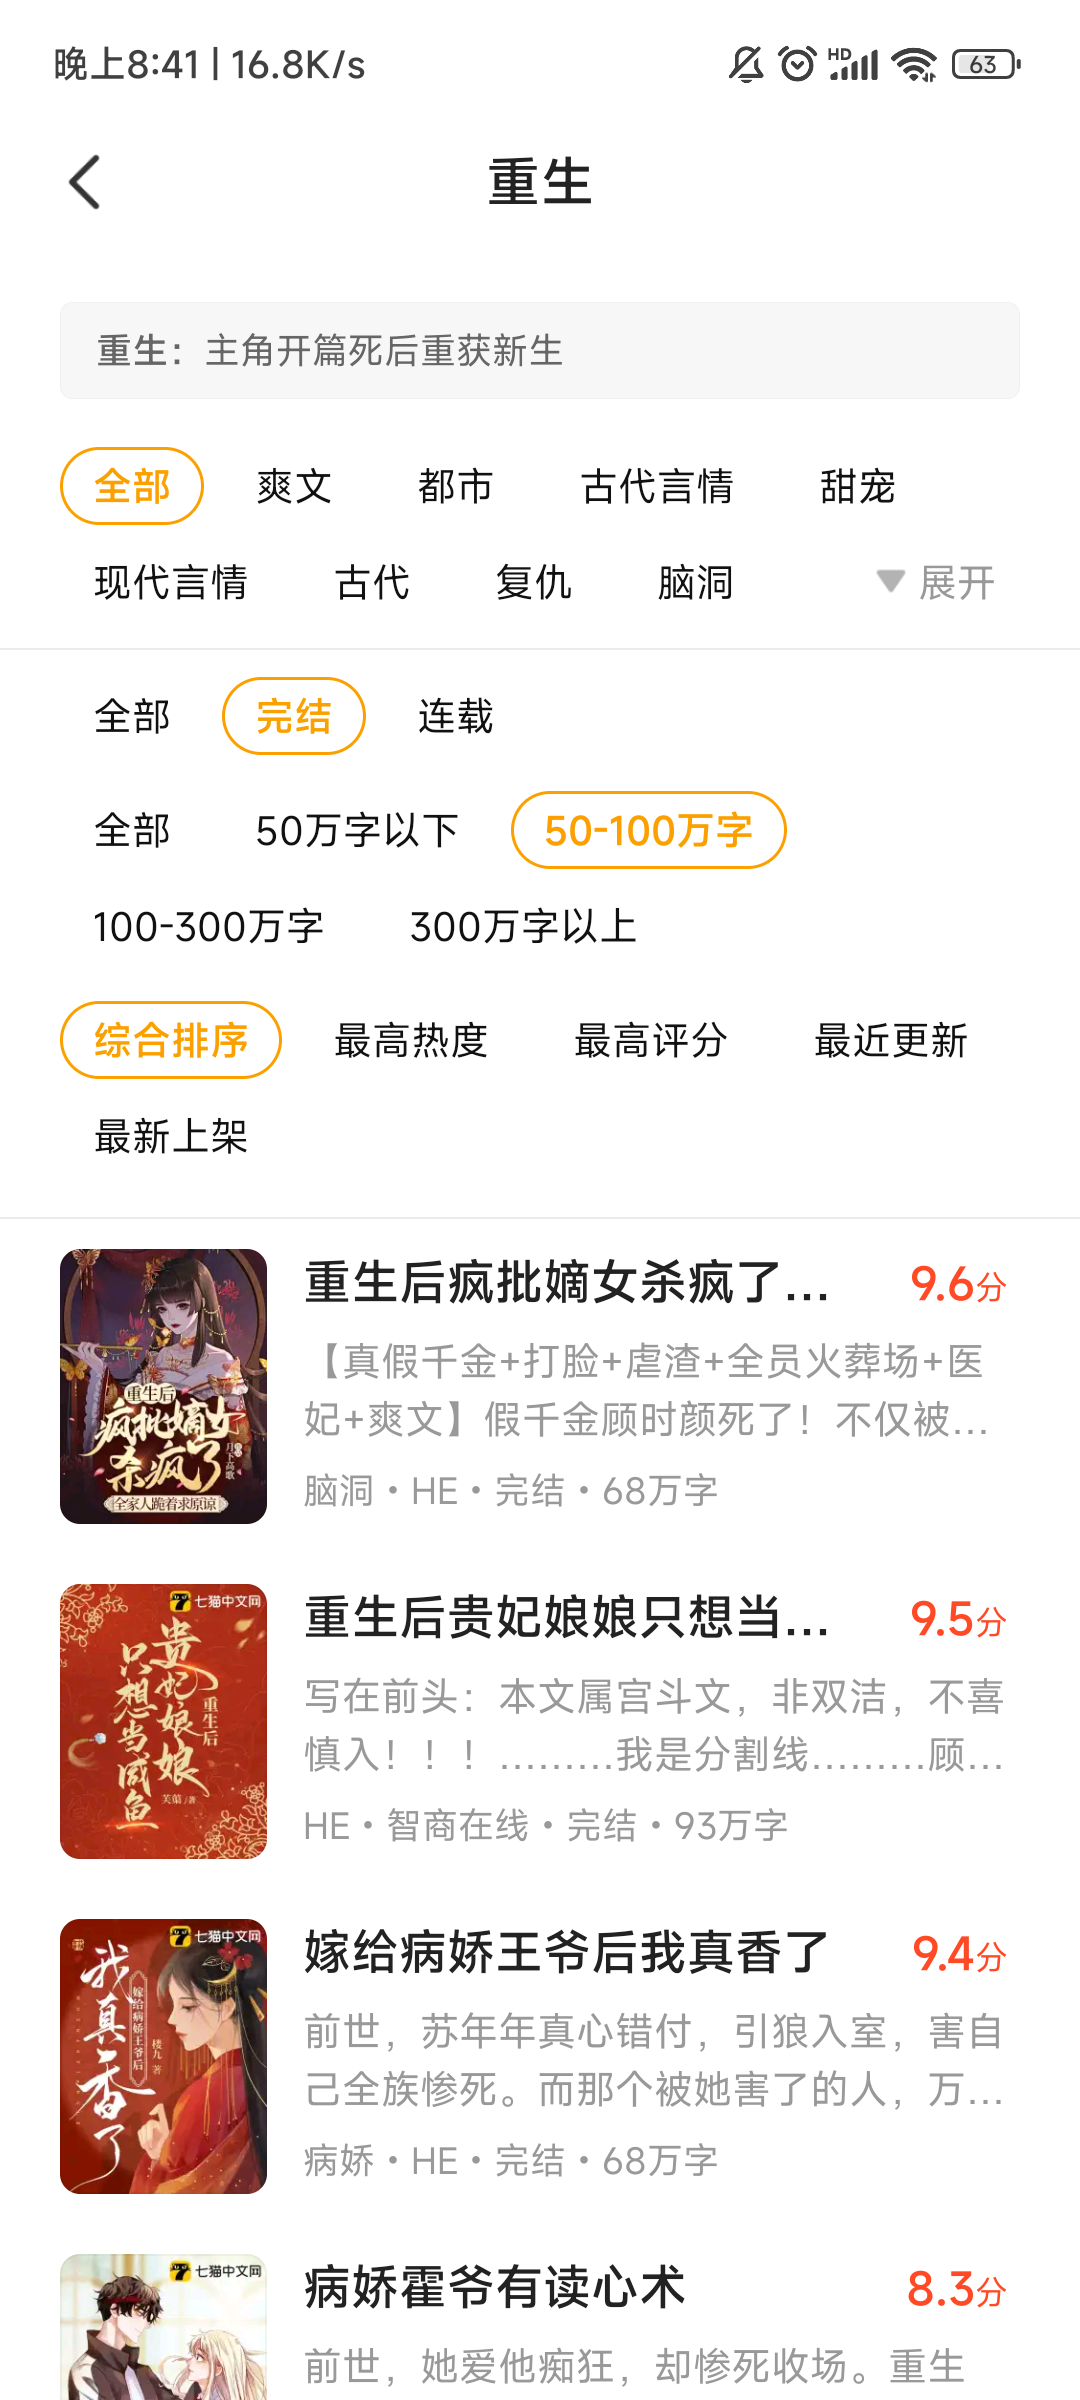 晚上8:41 | 16.8K/s
HD
63
重生
重生：主角开篇死后重获新生
全部 爽文 都市 古代言情 甜宠
现代言情 古代 复仇 脑洞 展开
全部 完结 连载
全部 50万字以下 50-100万字
100-300万字 300万字以上
综合排序 最高热度 最高评分 最近更新
最新上架
重生后疯批嫡女杀疯了... 9.6分
【真假千金+打脸+虐渣+全员火葬场+医
妃+爽文】假千金顾时颜死了！不仅被...
脑洞・HE・完结・68万字
重生后
疯批嫡女
杀疯了
月下高歌
全家人跪着求原谅
重生后贵妃娘娘只想当... 9.5分
写在前头：本文属宫斗文，非双洁，不喜
慎入！！！.........我是分割线.........顾...
HE・智商在线・完结・93万字
七猫中文网
贵妃娘娘
只想当咸鱼
重生后
嫁给病娇王爷后我真香了 9.4分
前世，苏年年真心错付，引狼入室，害自
己全族惨死。而那个被她害了的人，万...
病娇・HE・完结・68万字
七猫中文网
我真香了
嫁给病娇王爷后
楼九 著
病娇霍爷有读心术 8.3分
前世，她爱他痴狂，却惨死收场。重生
七猫中文网